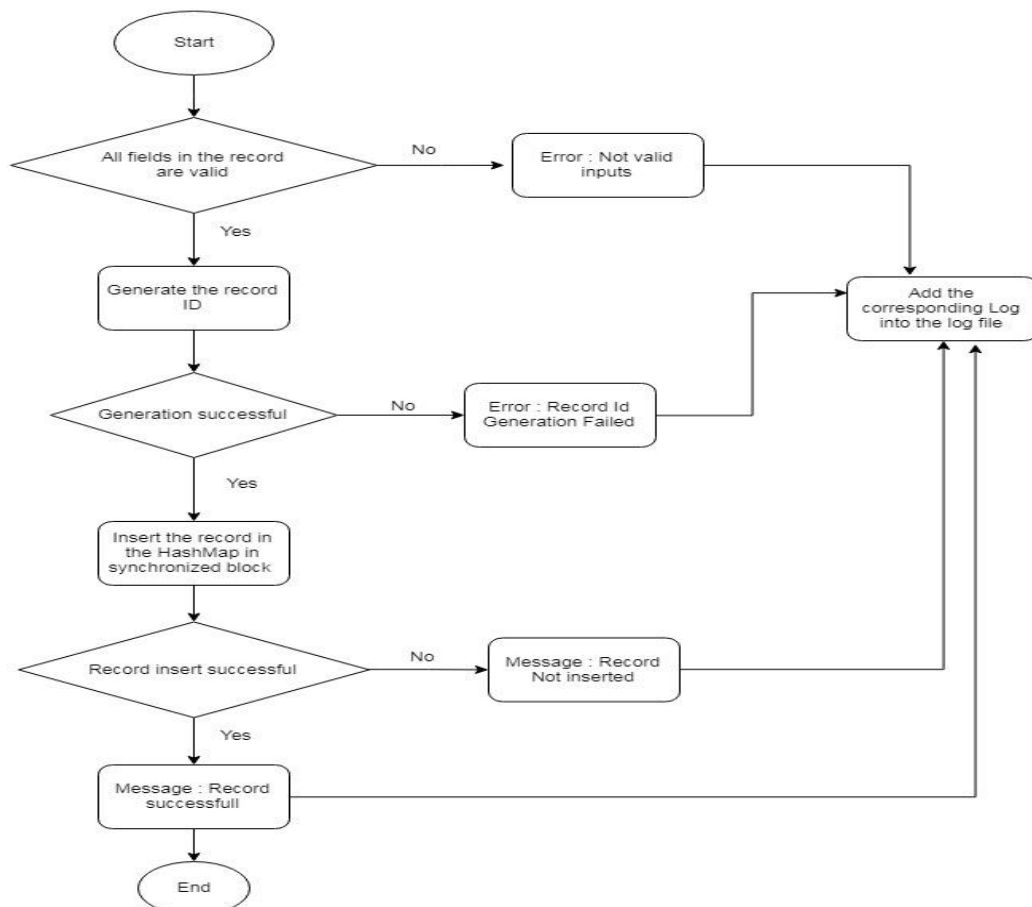 Start
All fields in the record
are valid
No
Error : Not valid
inputs
Yes
Generate the record
ID
Add the
corresponding Log
into the log file
Generation successful
No
Error : Record Id
Generation Failed
Yes
Insert the record in
the HashMap in
synchronized block
Record insert successful
No
Message : Record
Not inserted
Yes
Message : Record
successfull
End